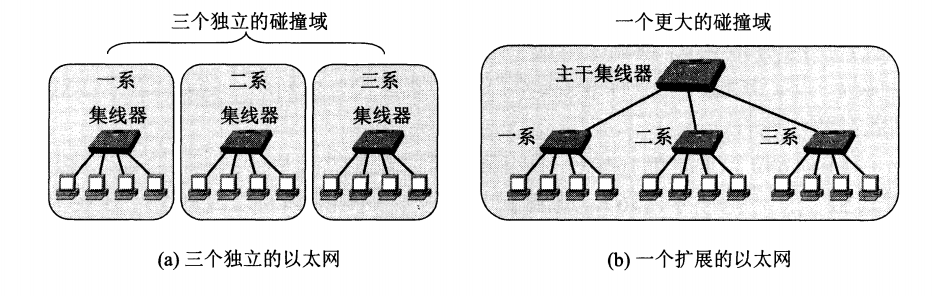 三个独立的碰撞域
一系
集线器
二系
集线器
三系
集线器
(a) 三个独立的以太网
一个更大的碰撞域
主干集线器
一系
二系
三系
(b) 一个扩展的以太网